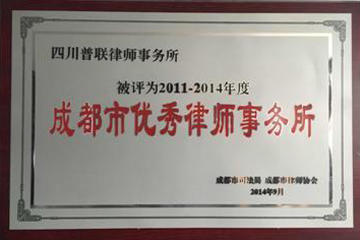 四川普联律师事务所
被评为2011-2014年度
成都市优秀律师事务所
成都市司法局 成都市律师协会
2014年9月